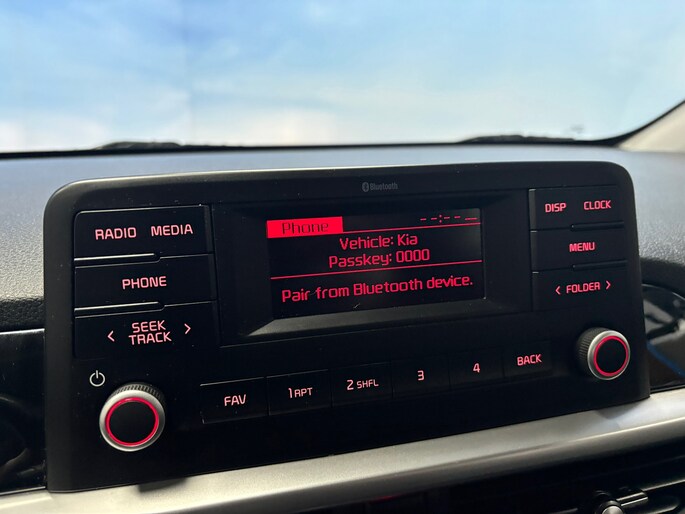 Bluetooth
RADIO MEDIA
PHONE
< SEEK >
TRACK
Phone --:-- __
Vehicle: Kia
Passkey: 0000
Pair from Bluetooth device.
DISP CLOCK
MENU
< FOLDER >
FAV 1 RPT 2 SHFL 3 4 BACK